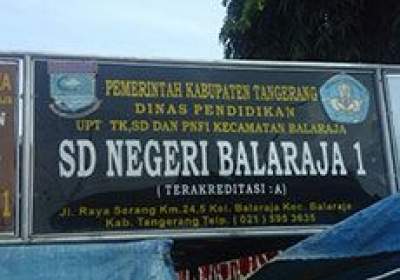 PEMERINTAH KABUPATEN TANGERANG
DINAS PENDIDIKAN
UPT TK,SD DAN PNFI KECAMATAN BALARAJA
SD NEGERI BALARAJA 1
( TERAKREDITASI :A)
Jl. Raya Serang Km.24,5 Kel. Balaraja Kec. Balaraja
Kab. Tangerang Telp. ( 021 ) 595 3635